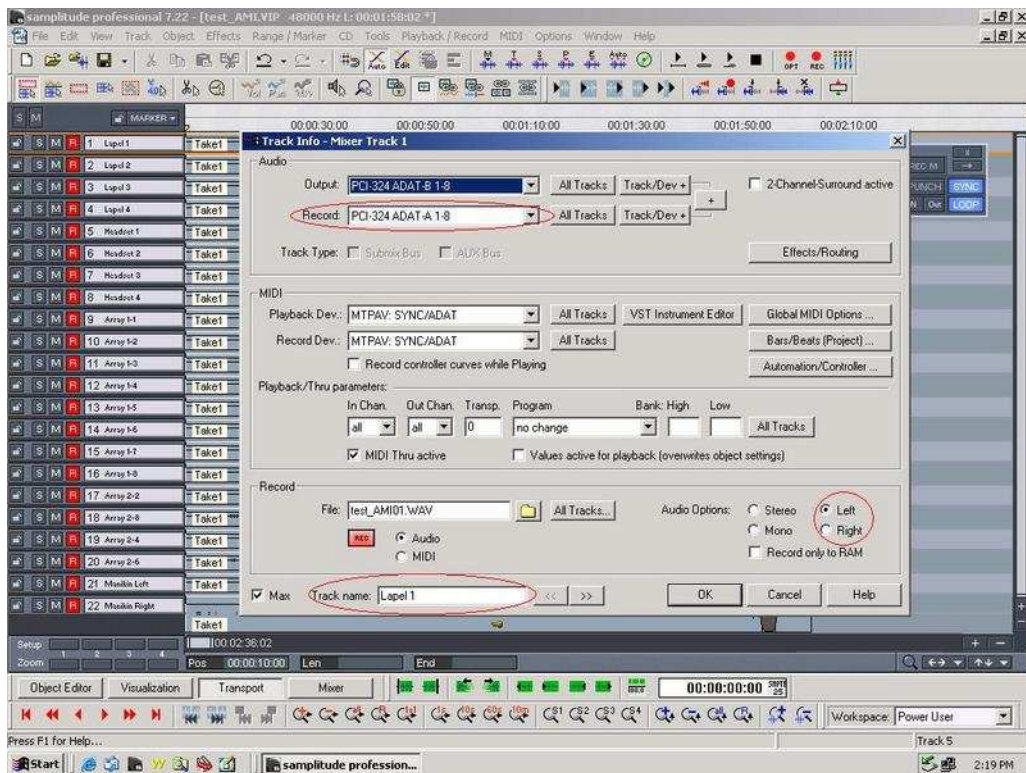 samplitude professional 7.22 - [test_AMI.VIP 48000 Hz L: 00:01:58:02 *]
File Edit View Track Object Effects Range / Marker CD Tools Playback / Record MIDI Options Window Help
OPT REC
S M MARKER
00:00:30:00 00:00:50:00 00:01:10:00 00:01:30:00 00:01:50:00 00:02:10:00
Track Info - Mixer Track 1
Audio
Output: PCI-324 ADAT-B 1-8 All Tracks Track/Dev + 2-Channel-Surround active
+
Record: PCI-324 ADAT-A 1-8 All Tracks Track/Dev +
Track Type: Submix Bus AUX Bus Effects/Routing
MIDI
Playback Dev.: MTPAV: SYNC/ADAT All Tracks VST Instrument Editor Global MIDI Options ...
Record Dev.: MTPAV: SYNC/ADAT All Tracks Bars/Beats (Project) ...
Record controller curves while Playing Automation/Controller ...
Playback/Thru parameters:
In Chan. Out Chan. Transp. Program Bank: High Low
all all 0 no change All Tracks
MIDI Thru active Values active for playback (overwrites object settings)
Record
File: test_AMI01.WAV All Tracks... Audio Options: Stereo Left
REC Audio Mono Right
MIDI Record only to RAM
Max Track name: Lapel 1 << >> OK Cancel Help
SYNC
LOOP
S M R 1 Lapel 1 Take1
S M R 2 Lapel 2 Take1
S M R 3 Lapel 3 Take1
S M R 4 Lapel 4 Take1
S M R 5 Headset 1 Take1
S M R 6 Headset 2 Take1
S M R 7 Headset 3 Take1
S M R 8 Headset 4 Take1
S M R 9 Array 1-1 Take1
S M R 10 Array 1-2 Take1
S M R 11 Array 1-3 Take1
S M R 12 Array 1-4 Take1
S M R 13 Array 1-5 Take1
S M R 14 Array 1-6 Take1
S M R 15 Array 1-7 Take1
S M R 16 Array 1-8 Take1
S M R 17 Array 2-2 Take1
S M R 18 Array 2-8 Take1
S M R 19 Array 2-4 Take1
S M R 20 Array 2-6 Take1
S M R 21 Manikin Left Take1
S M R 22 Manikin Right Take1
Setup 1 2 3 4 00:02:36:02
Zoom Pos 00:00:10:00 Len End
Object Editor Visualization Transport Mixer 00:00:00:00 SMPTE 25
Workspace: Power User
Press F1 for Help... Track 5
Start samplitude profession... 2:19 PM